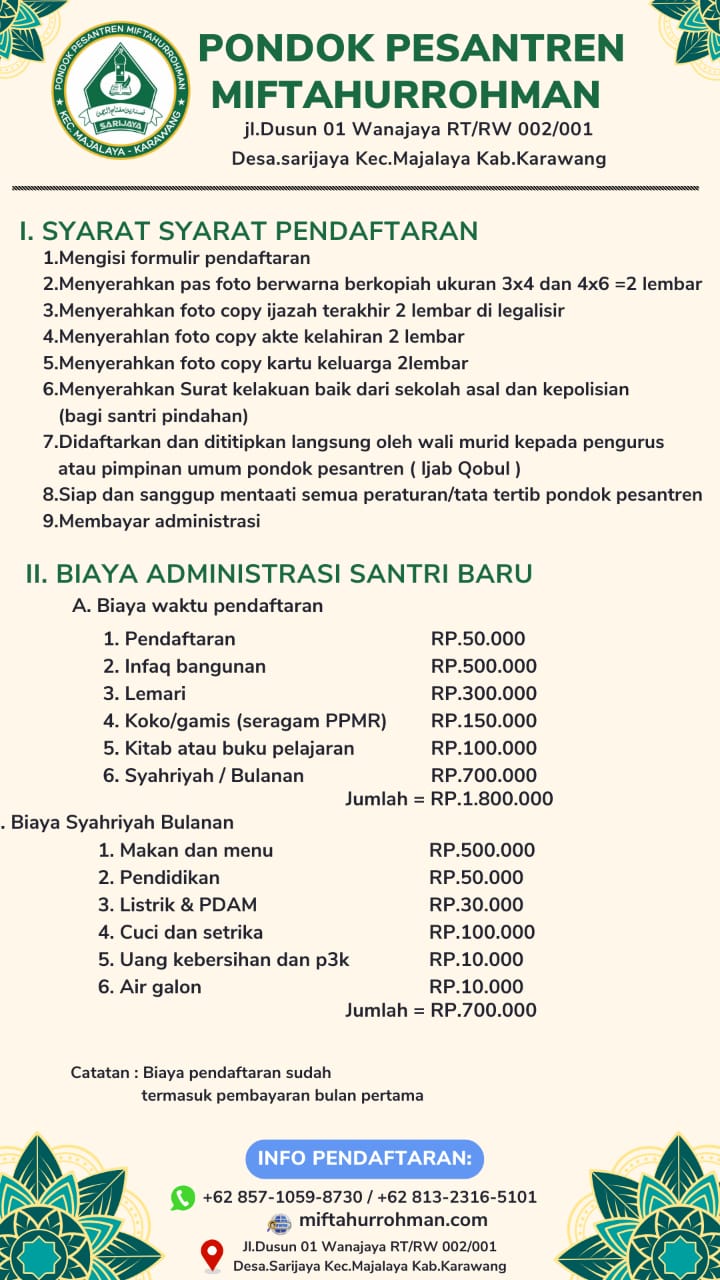 PONDOK PESANTREN MIFTAHURROHMAN
KEC. MAJALAYA - KARAWANG
SARIJAYA
PONDOK PESANTREN
MIFTAHURROHMAN
jl.Dusun 01 Wanajaya RT/RW 002/001
Desa.sarijaya Kec.Majalaya Kab.Karawang
I. SYARAT SYARAT PENDAFTARAN
1.Mengisi formulir pendaftaran
2.Menyerahkan pas foto berwarna berkopiah ukuran 3x4 dan 4x6 =2 lembar
3.Menyerahkan foto copy ijazah terakhir 2 lembar di legalisir
4.Menyerahlan foto copy akte kelahiran 2 lembar
5.Menyerahkan foto copy kartu keluarga 2lembar
6.Menyerahkan Surat kelakuan baik dari sekolah asal dan kepolisian
(bagi santri pindahan)
7.Didaftarkan dan dititipkan langsung oleh wali murid kepada pengurus
atau pimpinan umum pondok pesantren ( Ijab Qobul )
8.Siap dan sanggup mentaati semua peraturan/tata tertib pondok pesantren
9.Membayar administrasi
II. BIAYA ADMINISTRASI SANTRI BARU
A. Biaya waktu pendaftaran
1. Pendaftaran RP.50.000
2. Infaq bangunan RP.500.000
3. Lemari RP.300.000
4. Koko/gamis (seragam PPMR) RP.150.000
5. Kitab atau buku pelajaran RP.100.000
6. Syahriyah / Bulanan RP.700.000
Jumlah = RP.1.800.000
. Biaya Syahriyah Bulanan
1. Makan dan menu RP.500.000
2. Pendidikan RP.50.000
3. Listrik & PDAM RP.30.000
4. Cuci dan setrika RP.100.000
5. Uang kebersihan dan p3k RP.10.000
6. Air galon RP.10.000
Jumlah = RP.700.000
Catatan : Biaya pendaftaran sudah
termasuk pembayaran bulan pertama
INFO PENDAFTARAN:
+62 857-1059-8730 / +62 813-2316-5101
miftahurrohman.com
Jl.Dusun 01 Wanajaya RT/RW 002/001
Desa.Sarijaya Kec.Majalaya Kab.Karawang